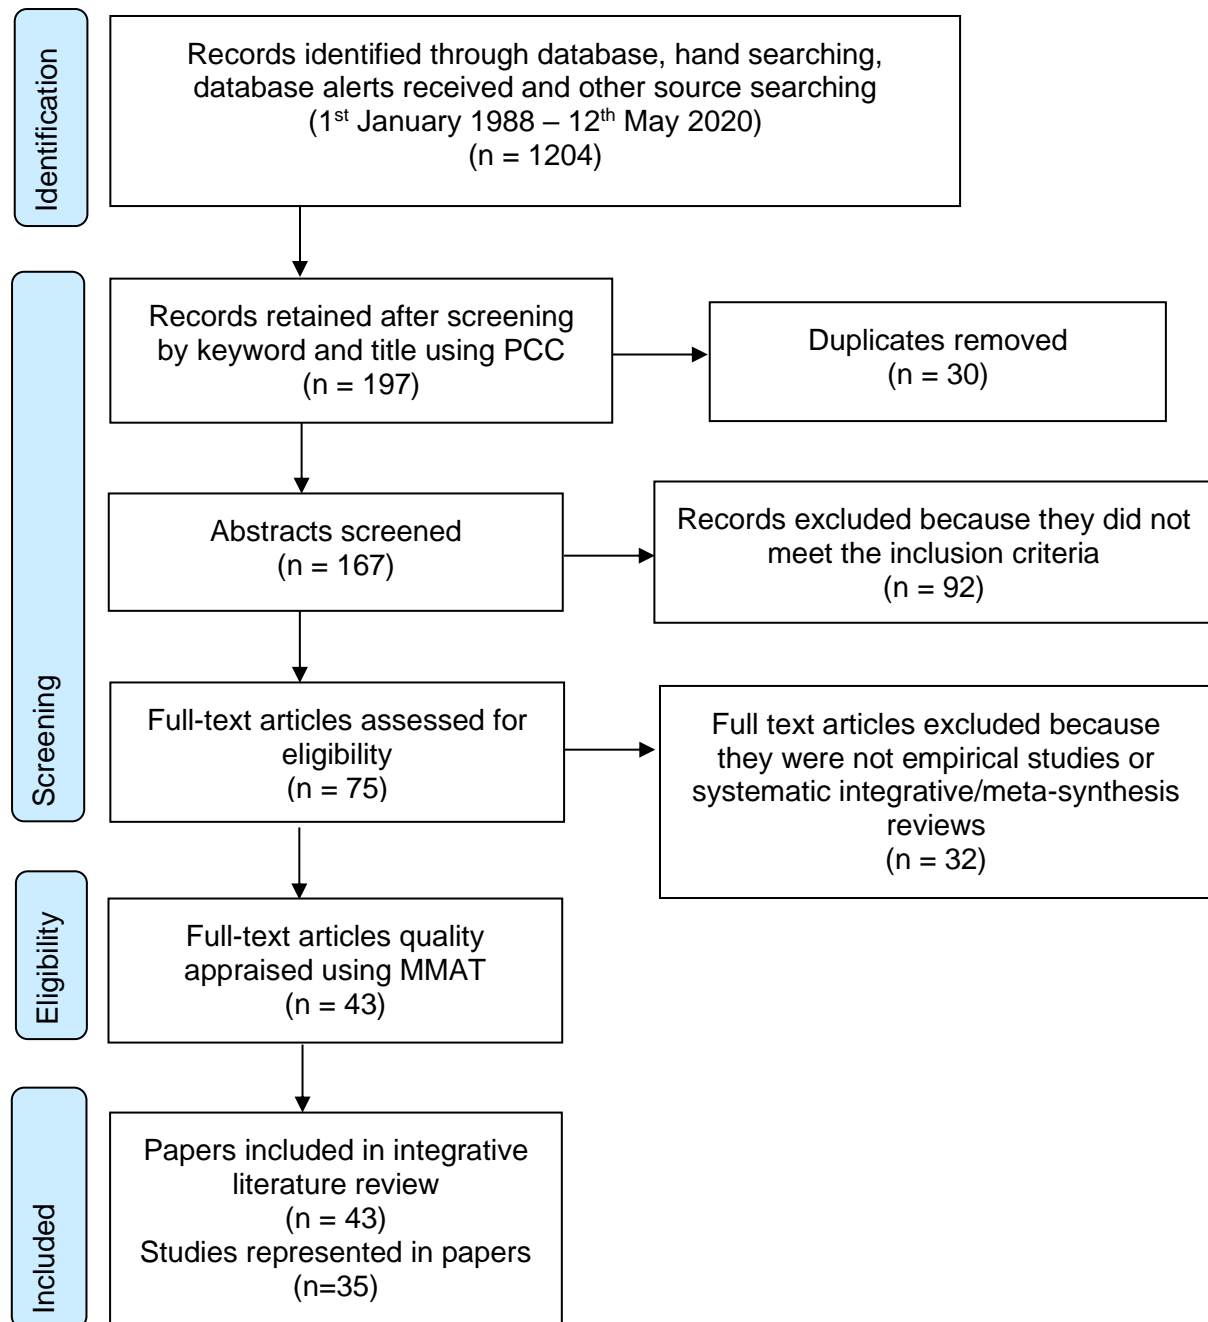 Identification
Records identified through database, hand searching,
database alerts received and other source searching
(1st January 1988 – 12th May 2020)
(n = 1204)
Screening
Records retained after screening
by keyword and title using PCC
(n = 197)
Duplicates removed
(n = 30)
Abstracts screened
(n = 167)
Records excluded because they did not
meet the inclusion criteria
(n = 92)
Full-text articles assessed for
eligibility
(n = 75)
Full text articles excluded because
they were not empirical studies or
systematic integrative/meta-synthesis
reviews
(n = 32)
Eligibility
Full-text articles quality
appraised using MMAT
(n = 43)
Included
Papers included in integrative
literature review
(n = 43)
Studies represented in papers
(n=35)